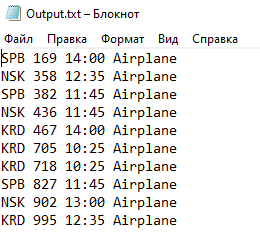 Output.txt – Блокнот
Файл Правка Формат Вид Справка
SPB 169 14:00 Airplane
NSK 358 12:35 Airplane
SPB 382 11:45 Airplane
NSK 436 11:45 Airplane
KRD 467 14:00 Airplane
KRD 705 10:25 Airplane
KRD 718 10:25 Airplane
SPB 827 11:45 Airplane
NSK 902 13:00 Airplane
KRD 995 12:35 Airplane